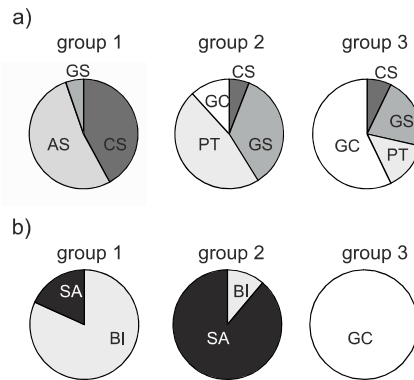 a)
group 1 group 2 group 3
GS CS CS
GC GS
AS CS PT GS GC PT
b)
group 1 group 2 group 3
SA BI
BI SA GC